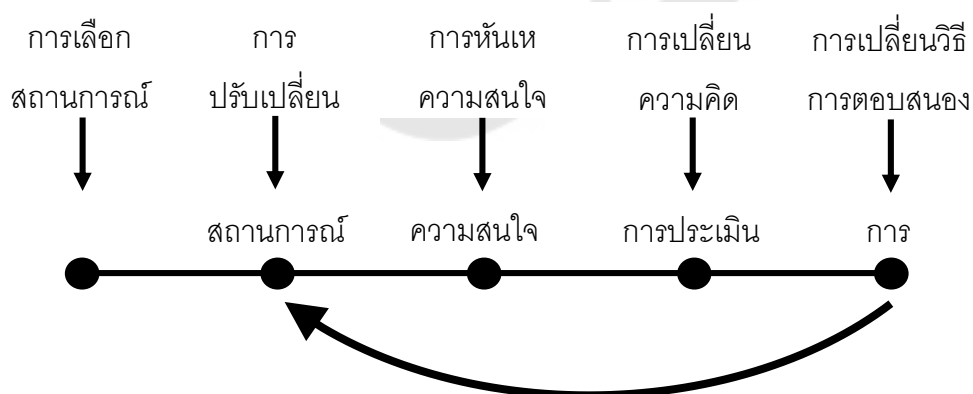 การเลือก
สถานการณ์
การ
ปรับเปลี่ยน
การหันเห
ความสนใจ
การเปลี่ยน
ความคิด
การเปลี่ยนวิธี
การตอบสนอง
สถานการณ์
ความสนใจ
การประเมิน
การ